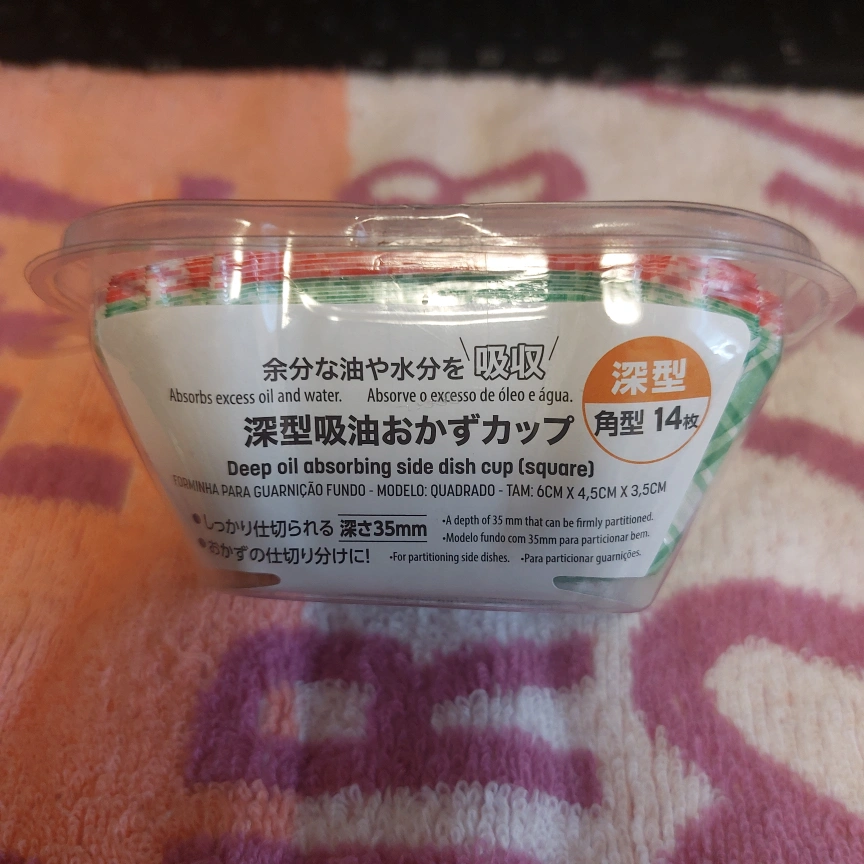 余分な油や水分を 吸収
Absorbs excess oil and water. Absorve o excesso de óleo e água.
深型吸油おかずカップ
深型
角型 14枚
Deep oil absorbing side dish cup (square)
FORMINHA PARA GUARNIÇÃO FUNDO - MODELO: QUADRADO - TAM: 6CM X 4,5CM X 3,5CM
●しっかり仕切られる 深さ35mm
●おかずの仕切り分けに!
•A depth of 35 mm that can be firmly partitioned.
•Modelo fundo com 35mm para particionar bem.
•For partitioning side dishes. •Para particionar guarnições.